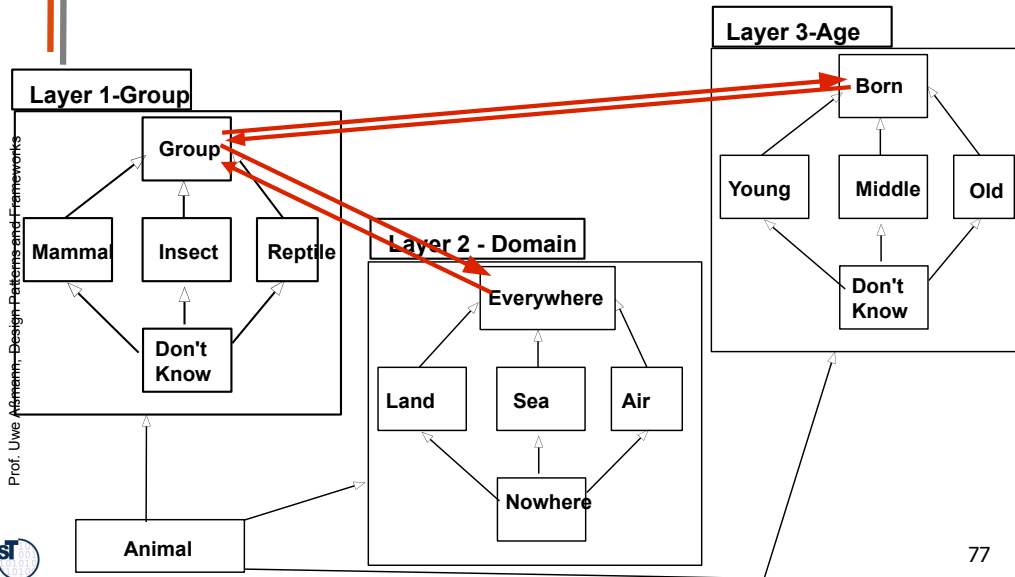 Layer 3-Age
Born
Young
Middle
Old
Don't
Know
Layer 1-Group
Group
Mammal
Insect
Reptile
Don't
Know
Layer 2 - Domain
Everywhere
Land
Sea
Air
Nowhere
Animal
Prof. Uwe Aßmann, Design Patterns and Frameworks
77